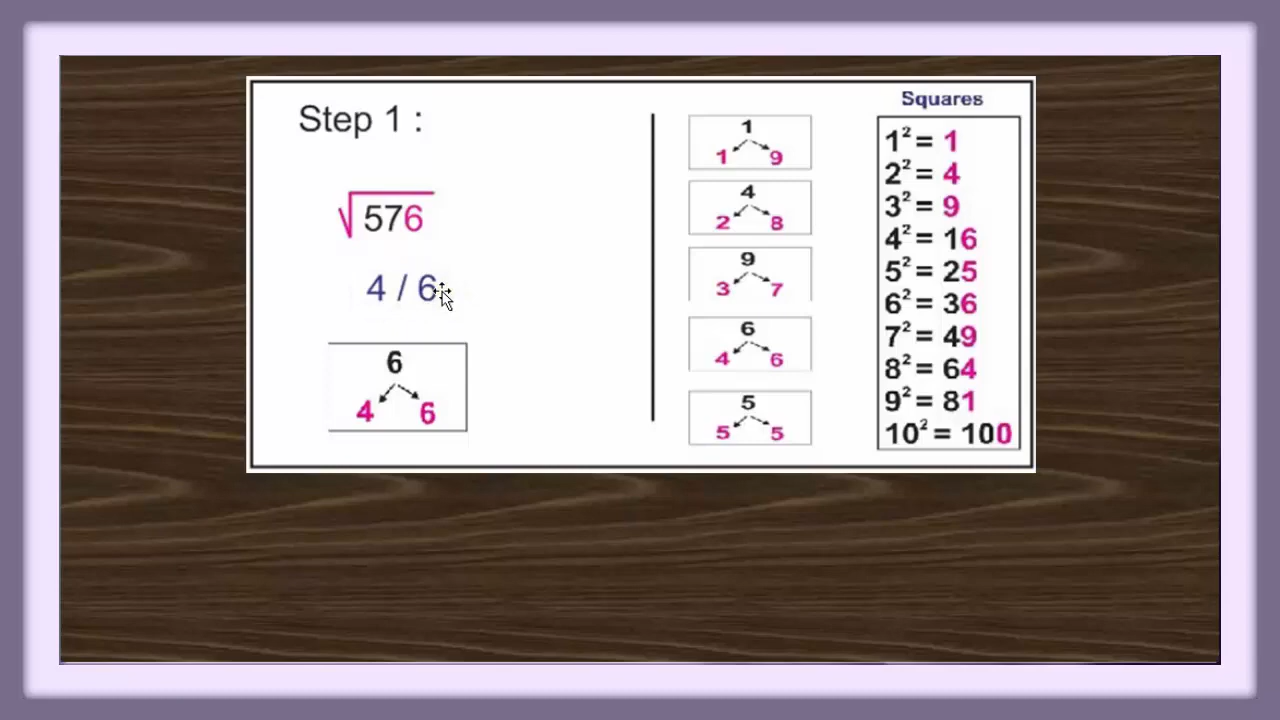 Step 1 :
√576
4 / 6
6
4 6
1
1 9
4
2 8
9
3 7
6
4 6
5
5 5
Squares
1² = 1
2² = 4
3² = 9
4² = 16
5² = 25
6² = 36
7² = 49
8² = 64
9² = 81
10² = 100